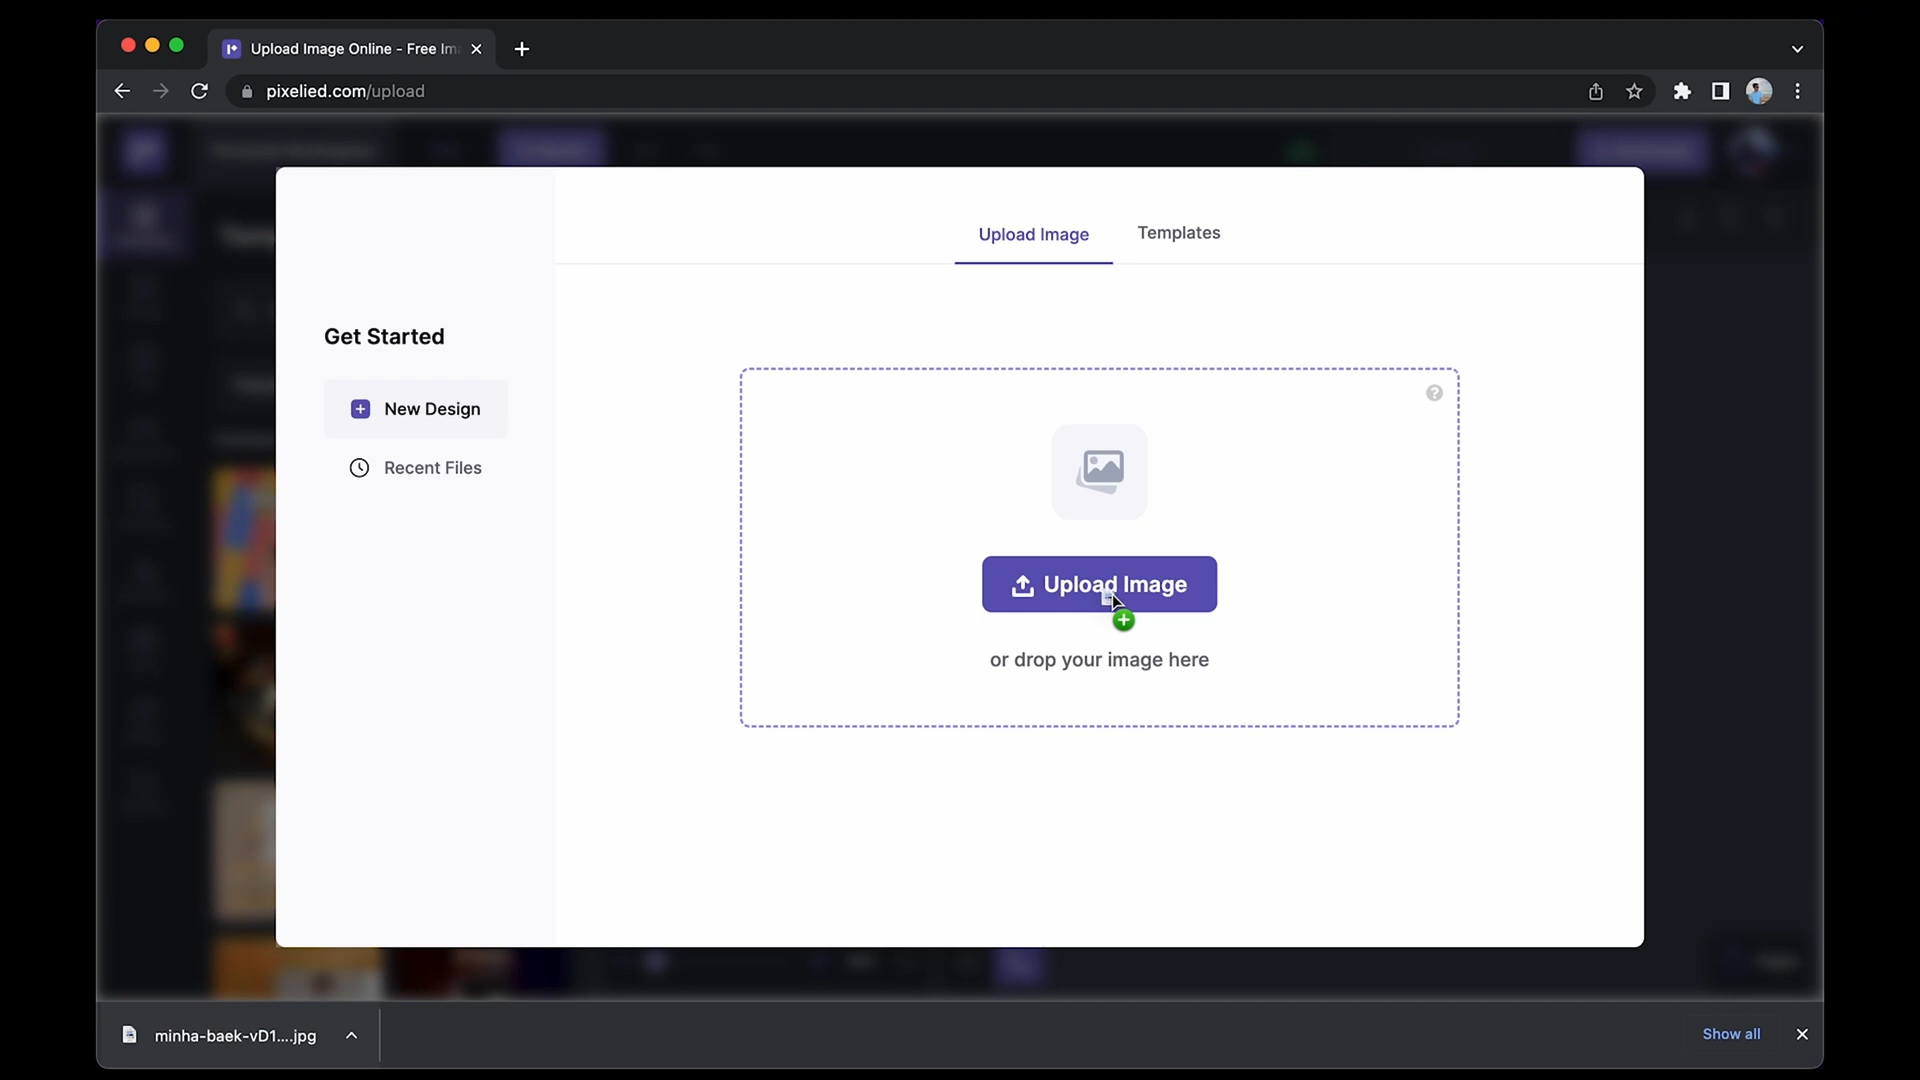 Upload Image Online - Free Im
pixelied.com/upload
Upload Image
Templates
Get Started
New Design
Recent Files
Upload Image
or drop your image here
minha-baek-vD1....jpg
Show all